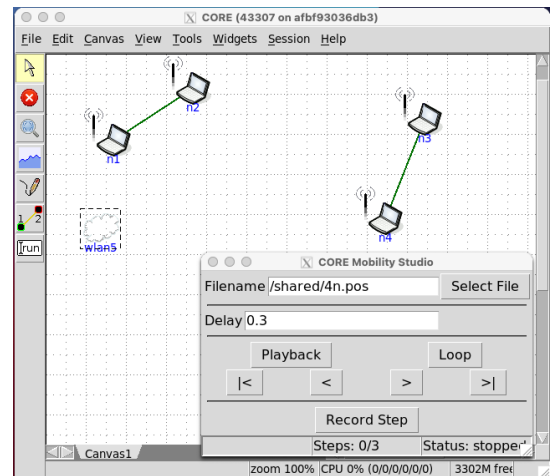 CORE (43307 on afbf93036db3)
File Edit Canvas View Tools Widgets Session Help
n2
n1
n3
n4
1 2
wlan5
run
CORE Mobility Studio
Filename /shared/4n.pos Select File
Delay 0.3
Playback Loop
|< < > >|
Record Step
Steps: 0/3 Status: stopped
Canvas1
zoom 100% CPU 0% (0/0/0/0/0/0) 3302M free